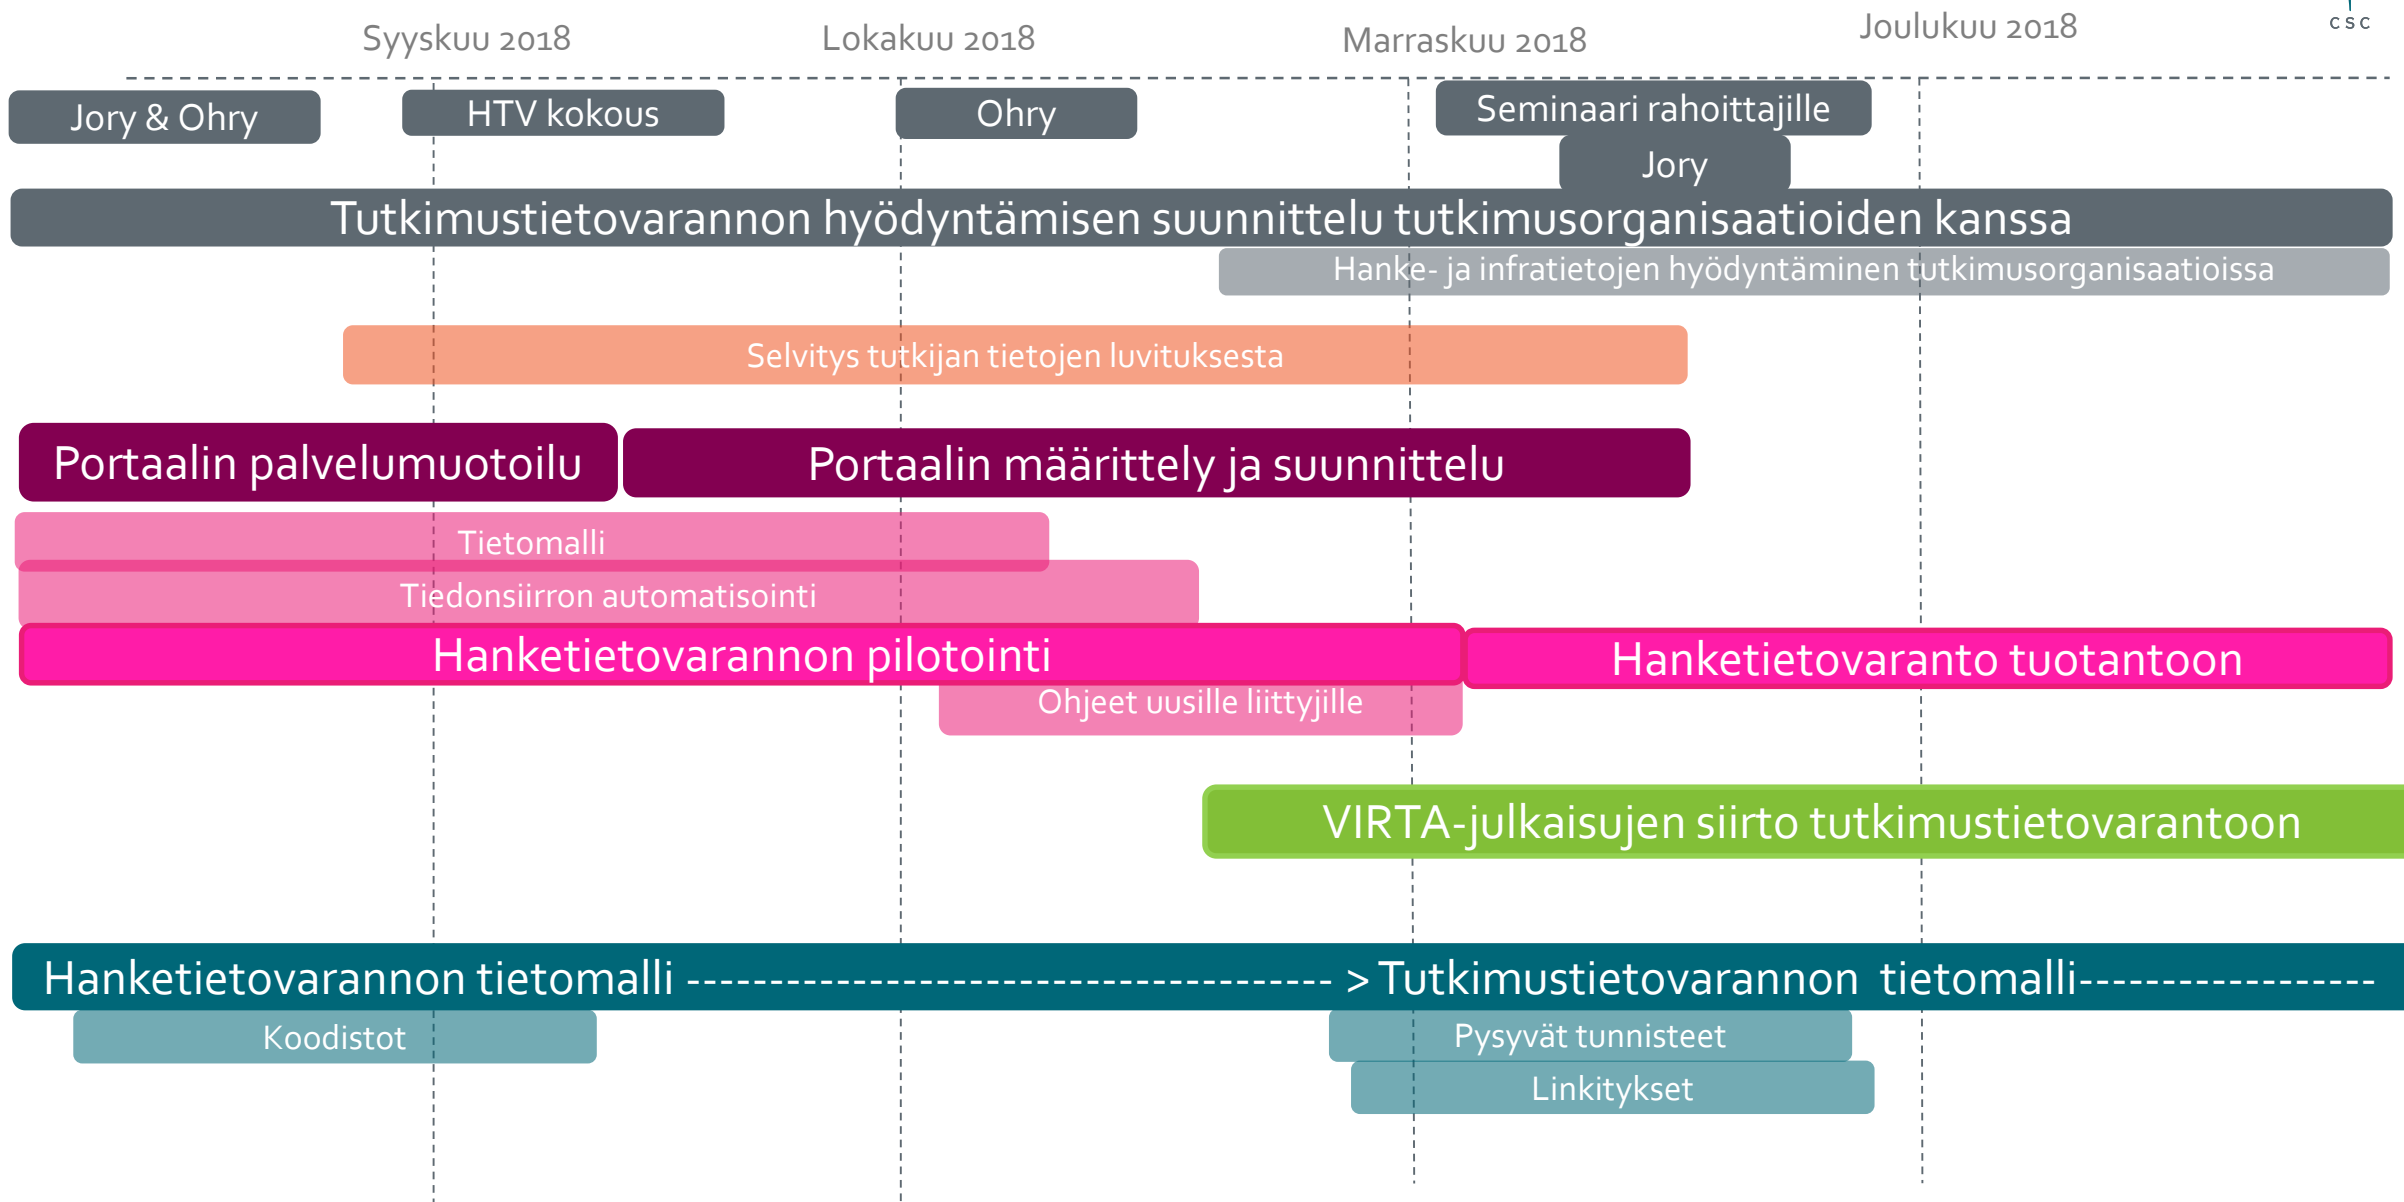 Syyskuu 2018
Lokakuu 2018
Marraskuu 2018
Joulukuu 2018
csc
Jory & Ohry
HTV kokous
Ohry
Seminaari rahoittajille
Jory
Tutkimustietovarannon hyödyntämisen suunnittelu tutkimusorganisaatioiden kanssa
Hanke- ja infratietojen hyödyntäminen tutkimusorganisaatioissa
Selvitys tutkijan tietojen luvituksesta
Portaalin palvelumuotoilu
Portaalin määrittely ja suunnittelu
Tietomalli
Tiedonsiirron automatisointi
Hanketietovarannon pilotointi
Hanketietovaranto tuotantoon
Ohjeet uusille liittyjille
VIRTA-julkaisujen siirto tutkimustietovarantoon
Hanketietovarannon tietomalli --------------------------------------- > Tutkimustietovarannon  tietomalli------------------
Koodistot
Pysyvät tunnisteet
Linkitykset